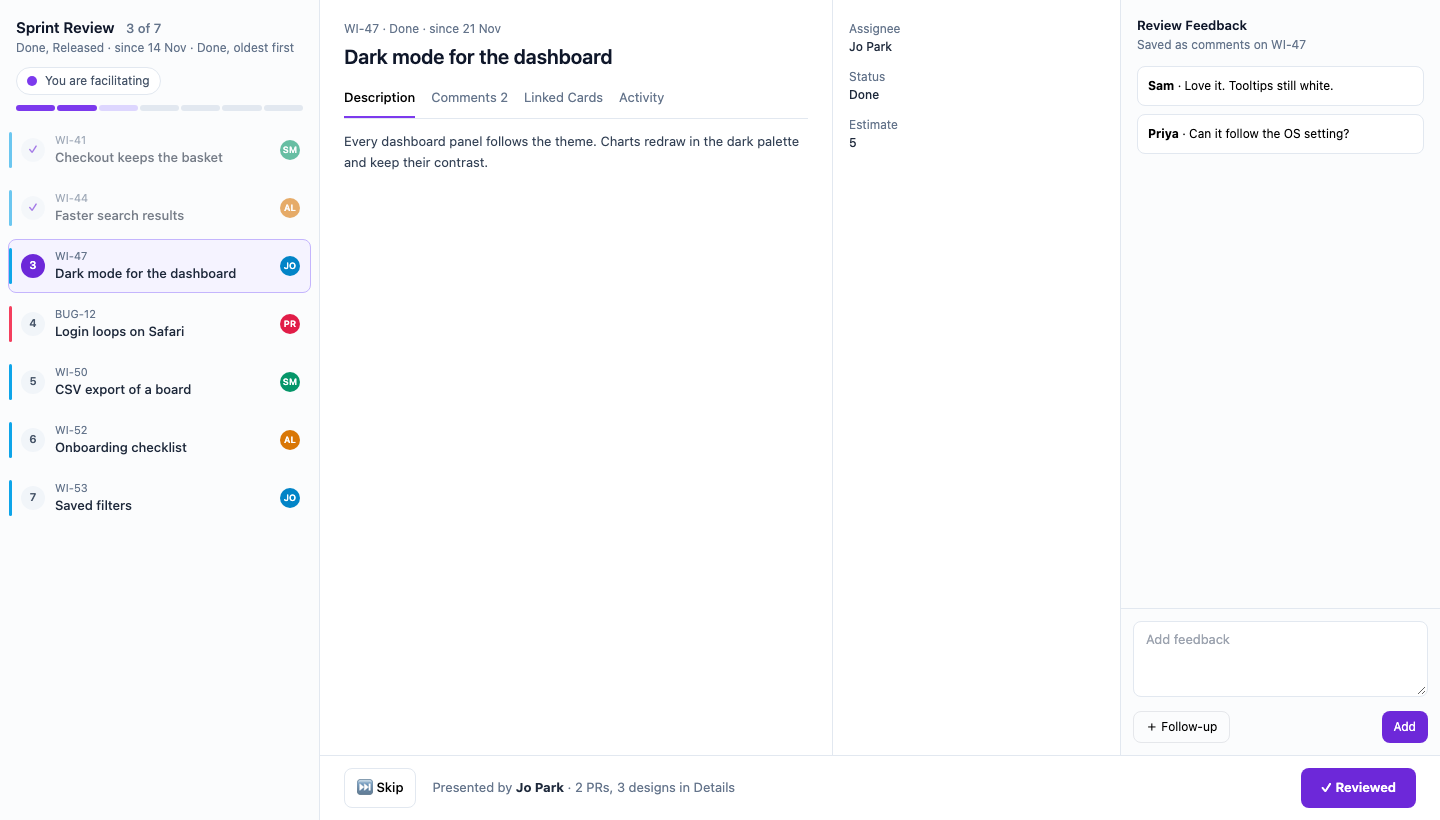 Sprint Review 3 of 7
Done, Released · since 14 Nov · Done, oldest first
You are facilitating
WI-41
Checkout keeps the basket
SM
WI-44
Faster search results
AL
3
WI-47
Dark mode for the dashboard
JO
4
BUG-12
Login loops on Safari
PR
5
WI-50
CSV export of a board
SM
6
WI-52
Onboarding checklist
AL
7
WI-53
Saved filters
JO
WI-47 · Done · since 21 Nov
Dark mode for the dashboard
Description Comments 2 Linked Cards Activity
Every dashboard panel follows the theme. Charts redraw in the dark palette
and keep their contrast.
Assignee
Jo Park
Status
Done
Estimate
5
Review Feedback
Saved as comments on WI-47
Sam · Love it. Tooltips still white.
Priya · Can it follow the OS setting?
Add feedback
+ Follow-up
Add
⏭ Skip
Presented by Jo Park · 2 PRs, 3 designs in Details
✓ Reviewed